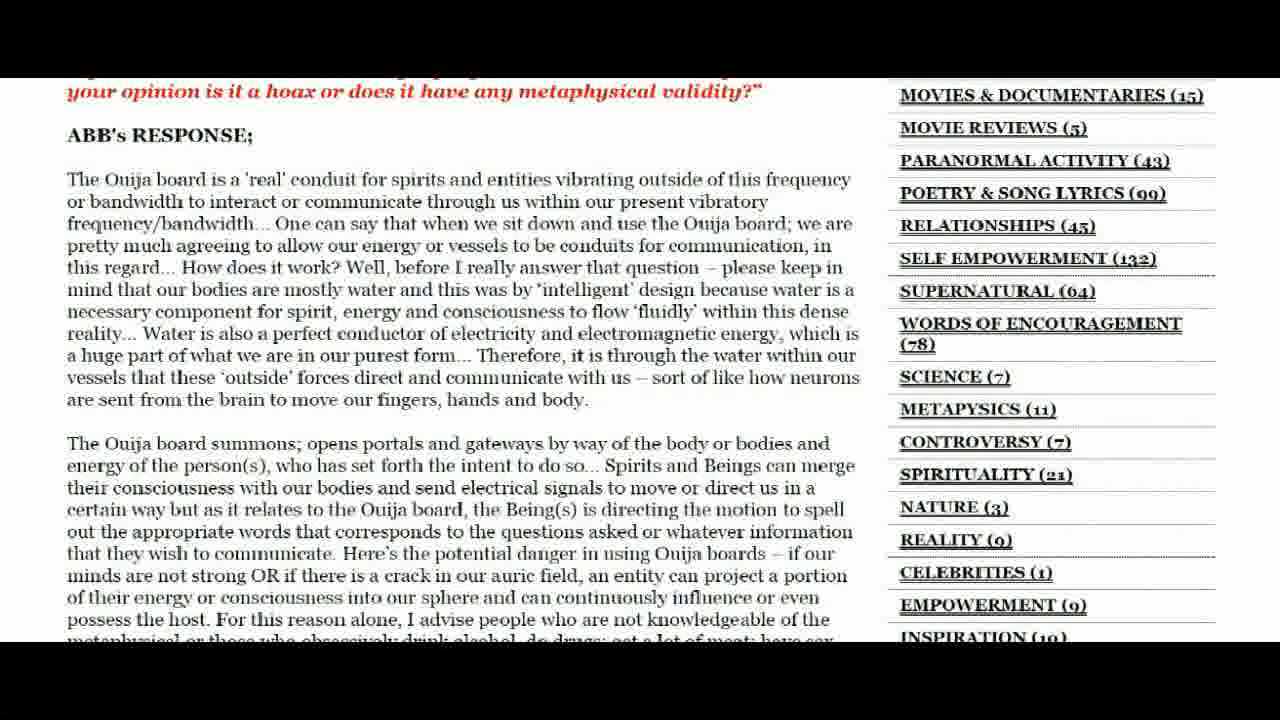 your opinion is it a hoax or does it have any metaphysical validity?"
ABB's RESPONSE;
The Ouija board is a 'real' conduit for spirits and entities vibrating outside of this frequency
or bandwidth to interact or communicate through us within our present vibratory
frequency/bandwidth... One can say that when we sit down and use the Ouija board; we are
pretty much agreeing to allow our energy or vessels to be conduits for communication, in
this regard... How does it work? Well, before I really answer that question – please keep in
mind that our bodies are mostly water and this was by 'intelligent' design because water is a
necessary component for spirit, energy and consciousness to flow 'fluidly' within this dense
reality... Water is also a perfect conductor of electricity and electromagnetic energy, which is
a huge part of what we are in our purest form... Therefore, it is through the water within our
vessels that these 'outside' forces direct and communicate with us – sort of like how neurons
are sent from the brain to move our fingers, hands and body.
The Ouija board summons; opens portals and gateways by way of the body or bodies and
energy of the person(s), who has set forth the intent to do so... Spirits and Beings can merge
their consciousness with our bodies and send electrical signals to move or direct us in a
certain way but as it relates to the Ouija board, the Being(s) is directing the motion to spell
out the appropriate words that corresponds to the questions asked or whatever information
that they wish to communicate. Here's the potential danger in using Ouija boards – if our
minds are not strong OR if there is a crack in our auric field, an entity can project a portion
of their energy or consciousness into our sphere and can continuously influence or even
possess the host. For this reason alone, I advise people who are not knowledgeable of the
metaphysical or those who obsessively drink alcohol, do drugs; eat a lot of meat; have sex
MOVIES & DOCUMENTARIES (15)
MOVIE REVIEWS (5)
PARANORMAL ACTIVITY (43)
POETRY & SONG LYRICS (99)
RELATIONSHIPS (45)
SELF EMPOWERMENT (132)
SUPERNATURAL (64)
WORDS OF ENCOURAGEMENT
(78)
SCIENCE (7)
METAPYSICS (11)
CONTROVERSY (7)
SPIRITUALITY (21)
NATURE (3)
REALITY (9)
CELEBRITIES (1)
EMPOWERMENT (9)
INSPIRATION (19)